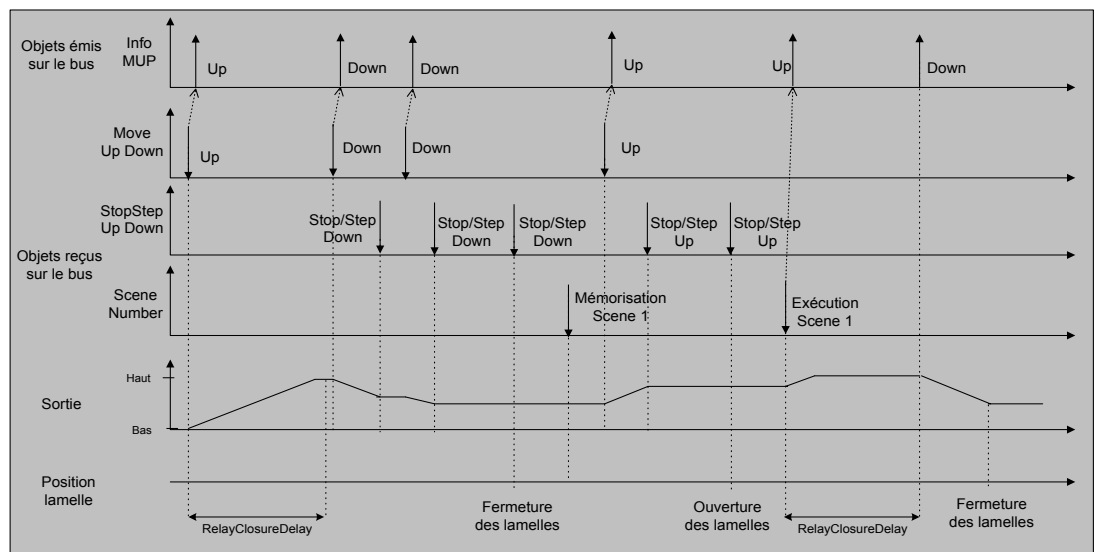 Objets émis
sur le bus
Info
MUP
Up
Down
Down
Up
Up
Down
Move
Up Down
Up
Down
Down
Up
StopStep
Up Down
Stop/Step
Down
Stop/Step
Down
Stop/Step
Down
Stop/Step
Up
Stop/Step
Up
Objets reçus
sur le bus
Scene
Number
Mémorisation
Scene 1
Exécution
Scene 1
Sortie
Haut
Bas
Position
lamelle
Fermeture
des lamelles
Ouverture
des lamelles
Fermeture
des lamelles
RelayClosureDelay
RelayClosureDelay